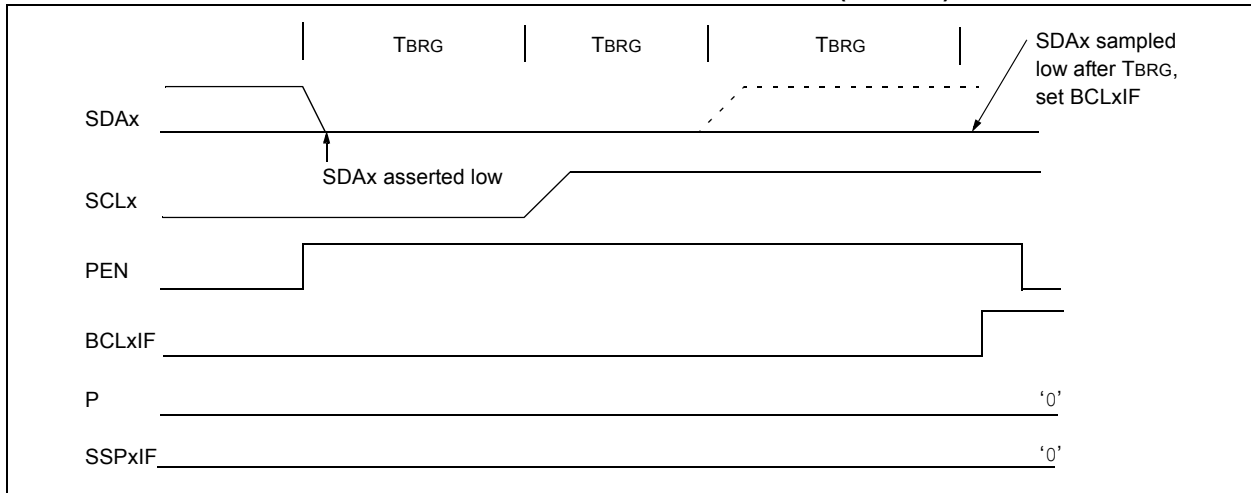 TBRG TBRG TBRG
SDAx sampled
low after TBRG,
set BCLxIF
SDAx
SDAx asserted low
SCLx
PEN
BCLxIF
P
‘0’
SSPxIF
‘0’